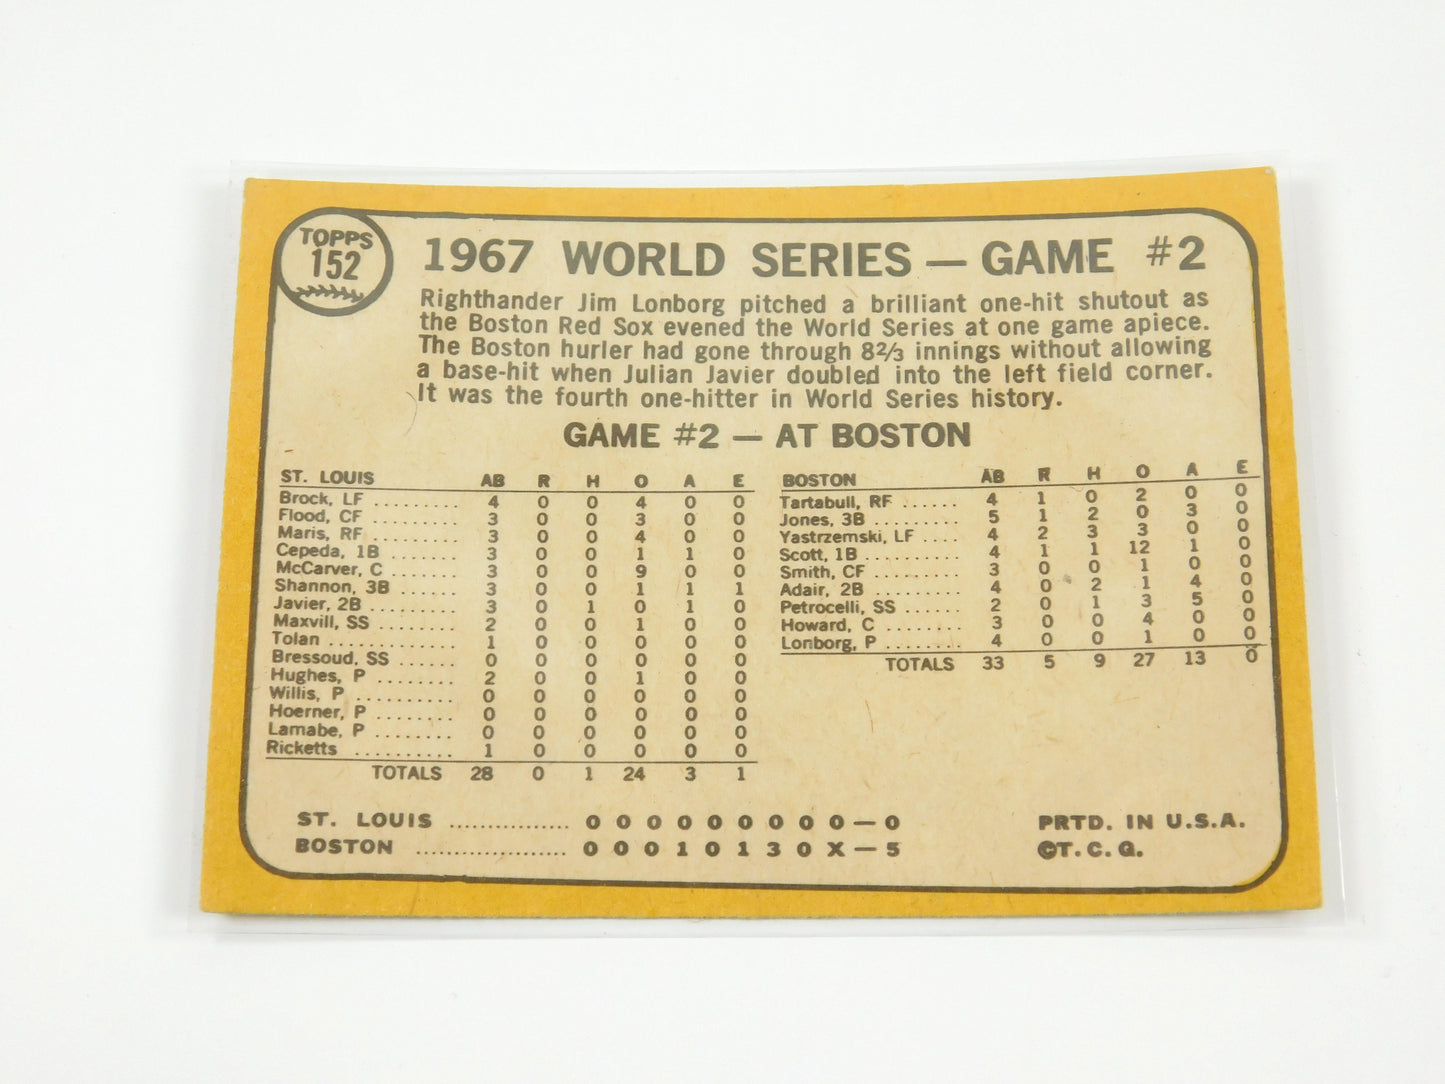 TOPPS
152
1967 WORLD SERIES — GAME #2
Righthander Jim Lonborg pitched a brilliant one-hit shutout as
the Boston Red Sox evened the World Series at one game apiece.
The Boston hurler had gone through 8⅔ innings without allowing
a base-hit when Julian Javier doubled into the left field corner.
It was the fourth one-hitter in World Series history.
GAME #2 — AT BOSTON
ST. LOUIS AB R H O A E
Brock, LF ......... 4 0 0 4 0 0
Flood, CF ......... 3 0 0 3 0 0
Maris, RF ......... 3 0 0 4 0 0
Cepeda, 1B ....... 3 0 0 1 1 0
McCarver, C ....... 3 0 0 9 0 0
Shannon, 3B ...... 3 0 0 1 1 1
Javier, 2B ......... 3 0 1 0 1 0
Maxvill, SS ........ 2 0 0 1 0 0
Tolan ............. 1 0 0 0 0 0
Bressoud, SS ...... 0 0 0 0 0 0
Hughes, P ......... 2 0 0 1 0 0
Willis, P .......... 0 0 0 0 0 0
Hoerner, P ........ 0 0 0 0 0 0
Lamabe, P ........ 0 0 0 0 0 0
Ricketts .......... 1 0 0 0 0 0
TOTALS 28 0 1 24 3 1
BOSTON AB R H O A E
Tartabull, RF ...... 4 1 0 2 0 0
Jones, 3B ......... 5 1 2 0 3 0
Yastrzemski, LF .... 4 2 3 3 0 0
Scott, 1B .......... 4 1 1 12 1 0
Smith, CF ......... 3 0 0 1 0 0
Adair, 2B .......... 4 0 2 1 4 0
Petrocelli, SS ...... 2 0 1 3 5 0
Howard, C ........ 3 0 0 4 0 0
Lonborg, P ........ 4 0 0 1 0 0
TOTALS 33 5 9 27 13 0
ST. LOUIS ................ 0 0 0 0 0 0 0 0 0 — 0
BOSTON .................... 0 0 0 1 0 1 3 0 X — 5
PRTD. IN U.S.A.
©T. C. G.